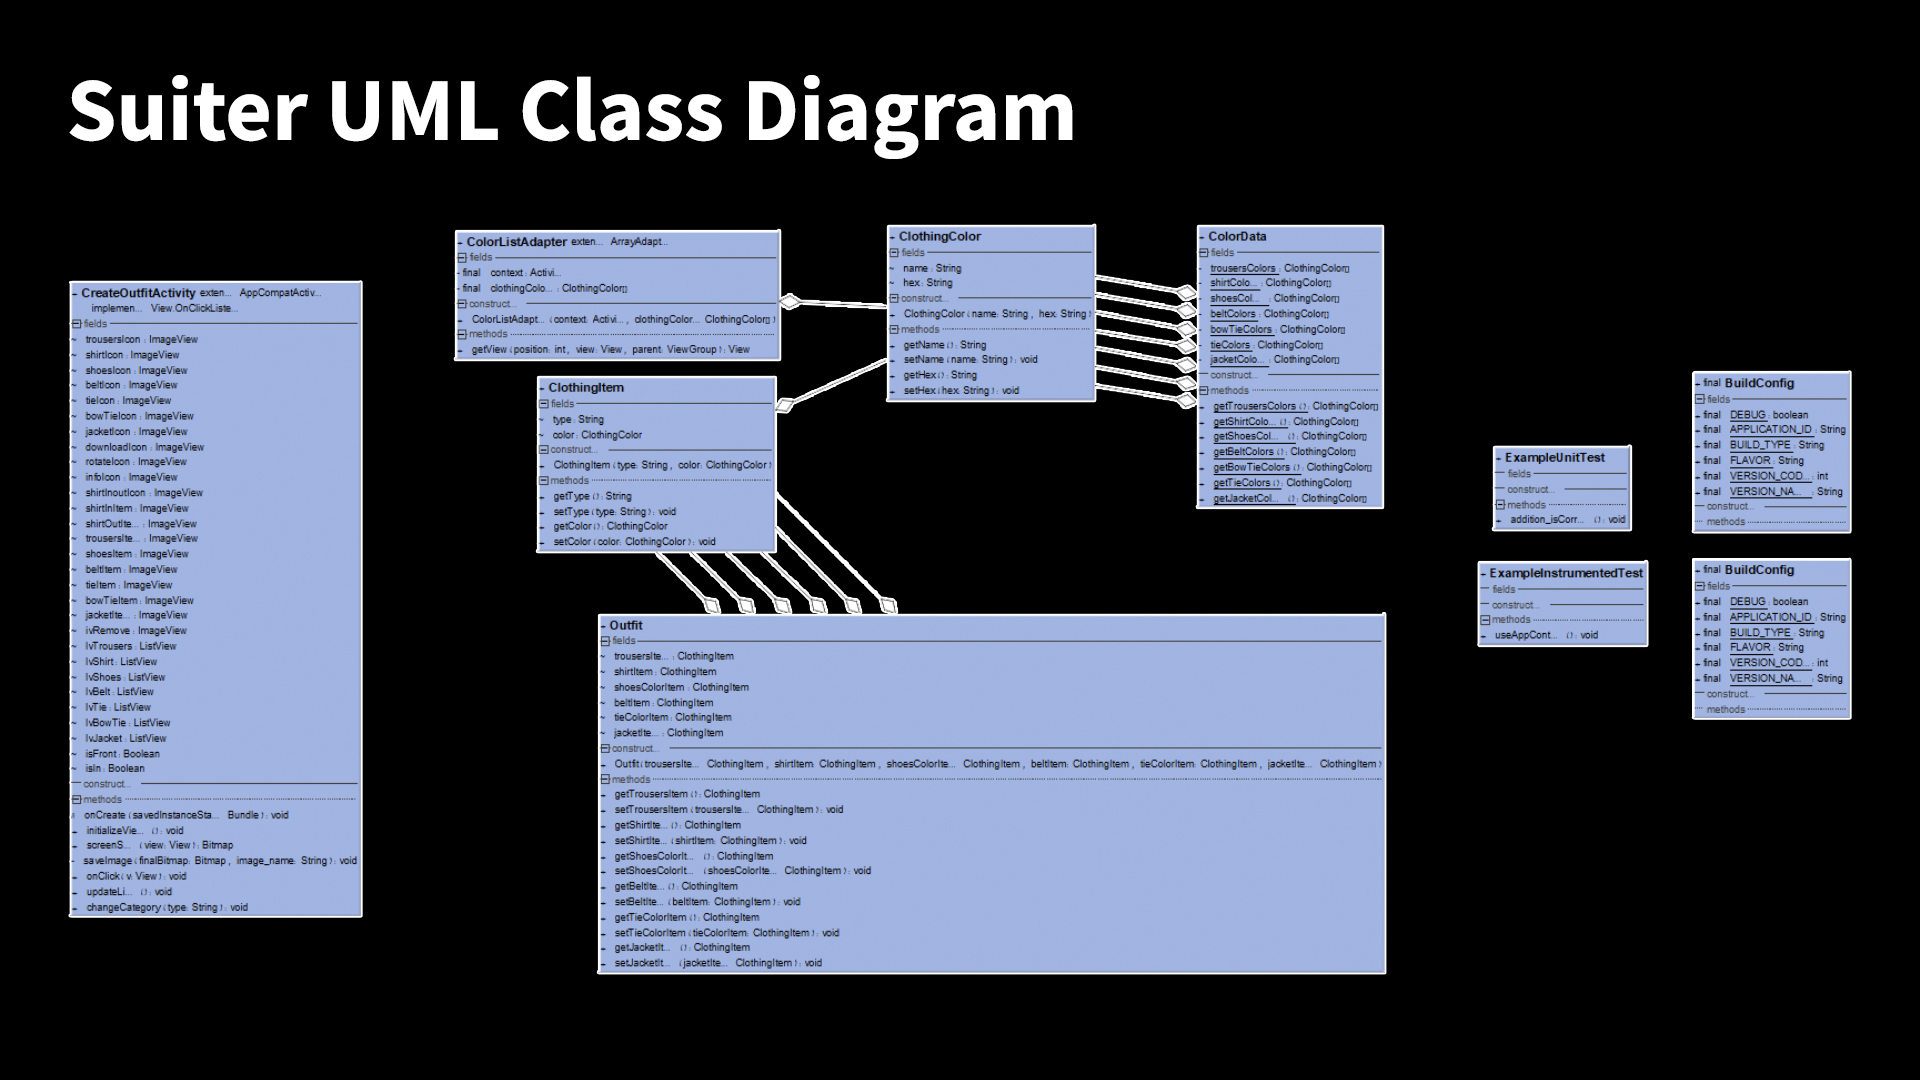 Suiter UML Class Diagram
CreateOutfitActivity exten... AppCompatActiv...
implemen... View.OnClickListe...
fields
~ trousersIcon : ImageView
~ shirtIcon : ImageView
~ shoesIcon : ImageView
~ beltIcon : ImageView
~ tieIcon : ImageView
~ bowTieIcon : ImageView
~ jacketIcon : ImageView
~ downloadIcon : ImageView
~ rotateIcon : ImageView
~ infoIcon : ImageView
~ shirtInoutIcon : ImageView
~ shirtInItem : ImageView
~ shirtOutIte... : ImageView
~ trousersIte... : ImageView
~ shoesItem : ImageView
~ beltItem : ImageView
~ tieItem : ImageView
~ bowTieItem : ImageView
~ jacketIte... : ImageView
~ ivRemove : ImageView
~ lvTrousers : ListView
~ lvShirt : ListView
~ lvShoes : ListView
~ lvBelt : ListView
~ lvTie : ListView
~ lvBowTie : ListView
~ lvJacket : ListView
~ isFront : Boolean
~ isIn : Boolean
construct...
methods
# onCreate (savedInstanceSta... Bundle) : void
+ initializeVie... () : void
+ screenS... (view: View) : Bitmap
- saveImage (finalBitmap: Bitmap, image_name: String) : void
+ onClick (v: View) : void
+ updateLi... () : void
+ changeCategory (type: String) : void
+ ColorListAdapter exten... ArrayAdapt...
fields
- final context : Activi...
- final clothingColo... : ClothingColor[]
construct...
+ ColorListAdapt... (context: Activi..., clothingColor... ClothingColor[])
methods
+ getView (position: int, view: View, parent: ViewGroup) : View
+ ClothingItem
fields
~ type : String
~ color : ClothingColor
construct...
+ ClothingItem (type: String, color: ClothingColor)
methods
+ getType () : String
+ setType (type: String) : void
+ getColor () : ClothingColor
+ setColor (color: ClothingColor) : void
+ ClothingColor
fields
~ name : String
~ hex : String
construct...
+ ClothingColor (name: String, hex: String)
methods
+ getName () : String
+ setName (name: String) : void
+ getHex () : String
+ setHex (hex: String) : void
+ ColorData
fields
- trousersColors : ClothingColor[]
- shirtColo... : ClothingColor[]
- shoesCol... : ClothingColor[]
- beltColors : ClothingColor[]
- bowTieColors : ClothingColor[]
- tieColors : ClothingColor[]
- jacketColo... : ClothingColor[]
construct...
methods
+ getTrousersColors () : ClothingColor[]
+ getShirtColo... () : ClothingColor[]
+ getShoesCol... () : ClothingColor[]
+ getBeltColors () : ClothingColor[]
+ getBowTieColors () : ClothingColor[]
+ getTieColors () : ClothingColor[]
+ getJacketCol... () : ClothingColor[]
+ Outfit
fields
~ trousersIte... : ClothingItem
~ shirtItem : ClothingItem
~ shoesColorItem : ClothingItem
~ beltItem : ClothingItem
~ tieColorItem : ClothingItem
~ jacketIte... : ClothingItem
construct...
+ Outfit (trousersIte... ClothingItem, shirtItem: ClothingItem, shoesColorIte... ClothingItem, beltItem: ClothingItem, tieColorItem: ClothingItem, jacketIte... ClothingItem)
methods
+ getTrousersItem () : ClothingItem
+ setTrousersItem (trousersIte... ClothingItem) : void
+ getShirtIte... () : ClothingItem
+ setShirtIte... (shirtItem: ClothingItem) : void
+ getShoesColorIt... () : ClothingItem
+ setShoesColorIt... (shoesColorIte... ClothingItem) : void
+ getBeltIte... () : ClothingItem
+ setBeltIte... (beltItem: ClothingItem) : void
+ getTieColorItem () : ClothingItem
+ setTieColorItem (tieColorItem: ClothingItem) : void
+ getJacketIt... () : ClothingItem
+ setJacketIt... (jacketIte... ClothingItem) : void
+ ExampleUnitTest
fields
construct...
methods
+ addition_isCorr... () : void
+ ExampleInstrumentedTest
fields
construct...
methods
+ useAppCont... () : void
+ final BuildConfig
fields
+ final DEBUG : boolean
+ final APPLICATION_ID : String
+ final BUILD_TYPE : String
+ final FLAVOR : String
+ final VERSION_COD... : int
+ final VERSION_NA... : String
construct...
methods
+ final BuildConfig
fields
+ final DEBUG : boolean
+ final APPLICATION_ID : String
+ final BUILD_TYPE : String
+ final FLAVOR : String
+ final VERSION_COD... : int
+ final VERSION_NA... : String
construct...
methods